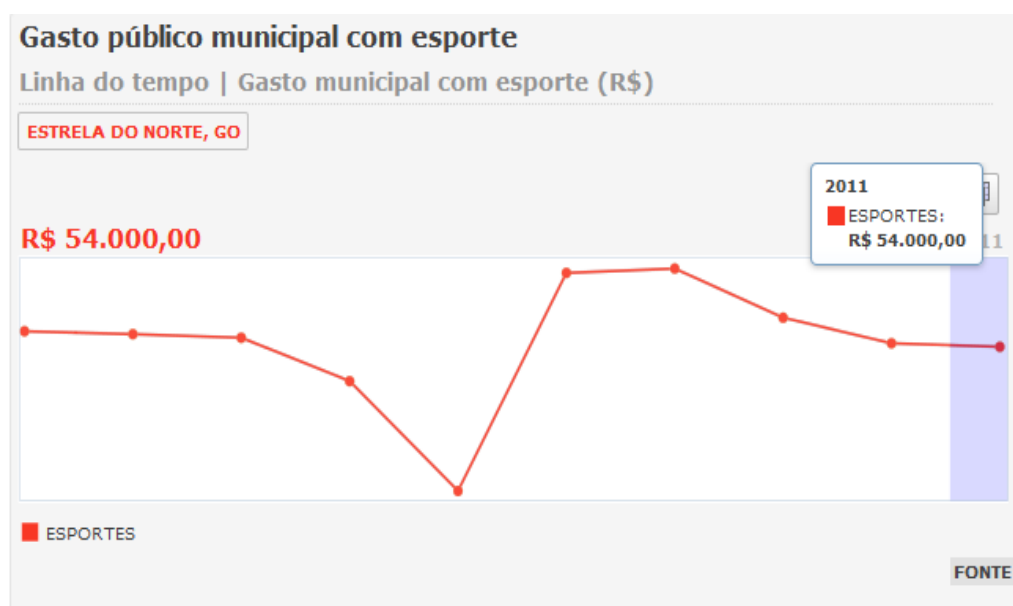 Gasto público municipal com esporte
Linha do tempo | Gasto municipal com esporte (R$)
ESTRELA DO NORTE, GO
2011
ESPORTES:
R$ 54.000,00
R$ 54.000,00
11
ESPORTES
FONTE